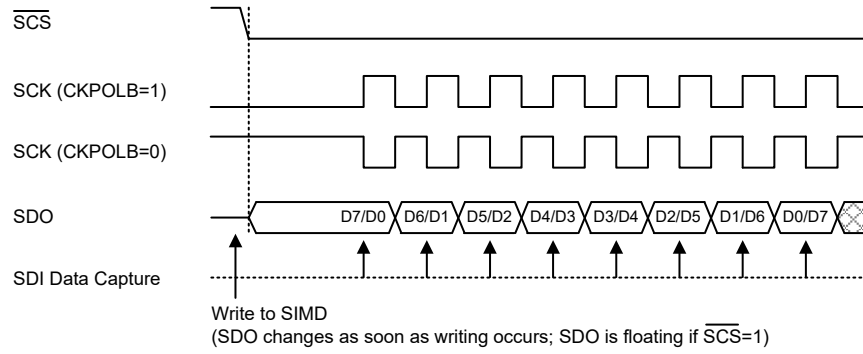 SCS
SCK (CKPOLB=1)
SCK (CKPOLB=0)
SDO
D7/D0 D6/D1 D5/D2 D4/D3 D3/D4 D2/D5 D1/D6 D0/D7
SDI Data Capture
Write to SIMD
(SDO changes as soon as writing occurs; SDO is floating if SCS=1)